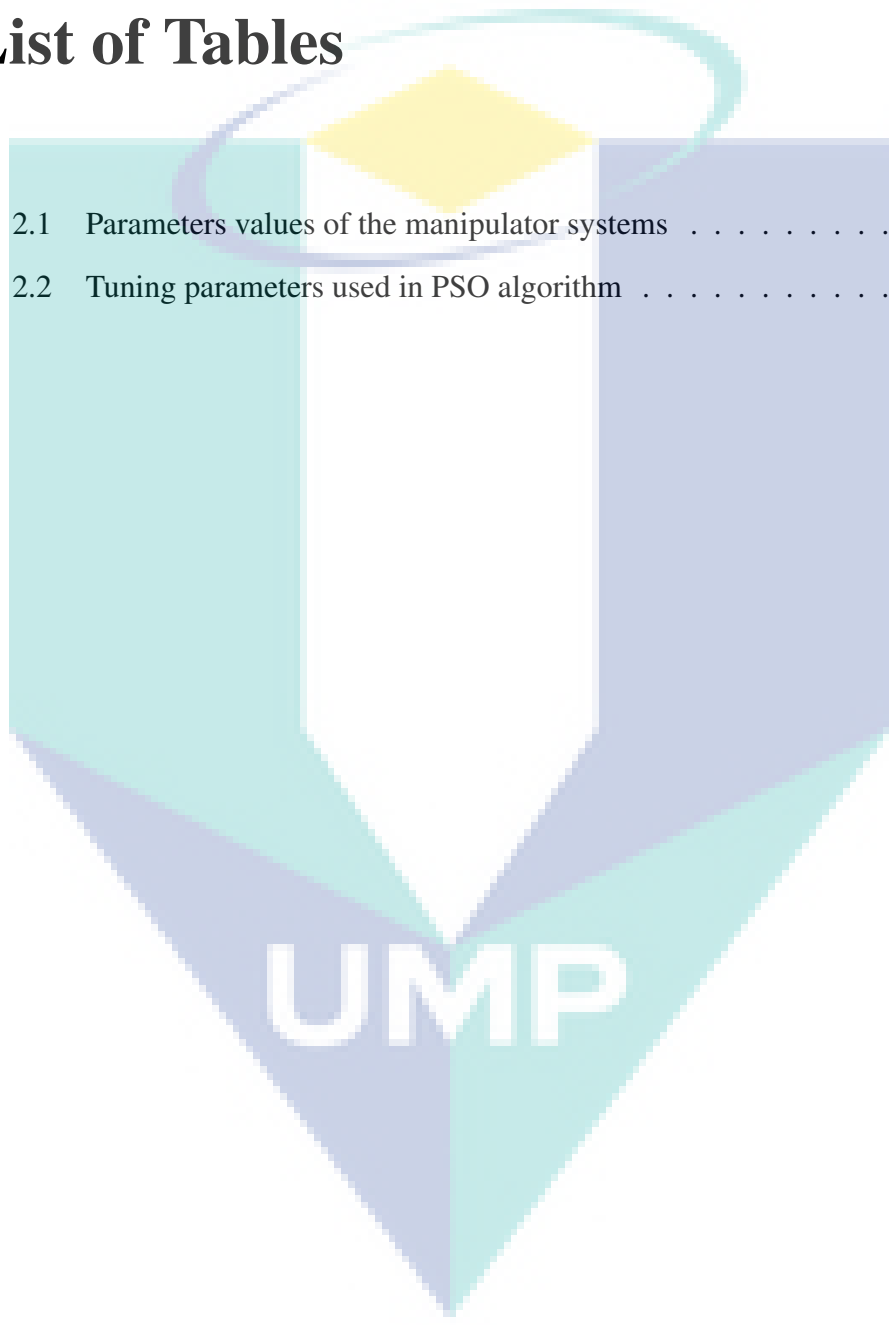 List of Tables
2.1 Parameters values of the manipulator systems . . . . . . . . .
2.2 Tuning parameters used in PSO algorithm . . . . . . . . . . .
UMP